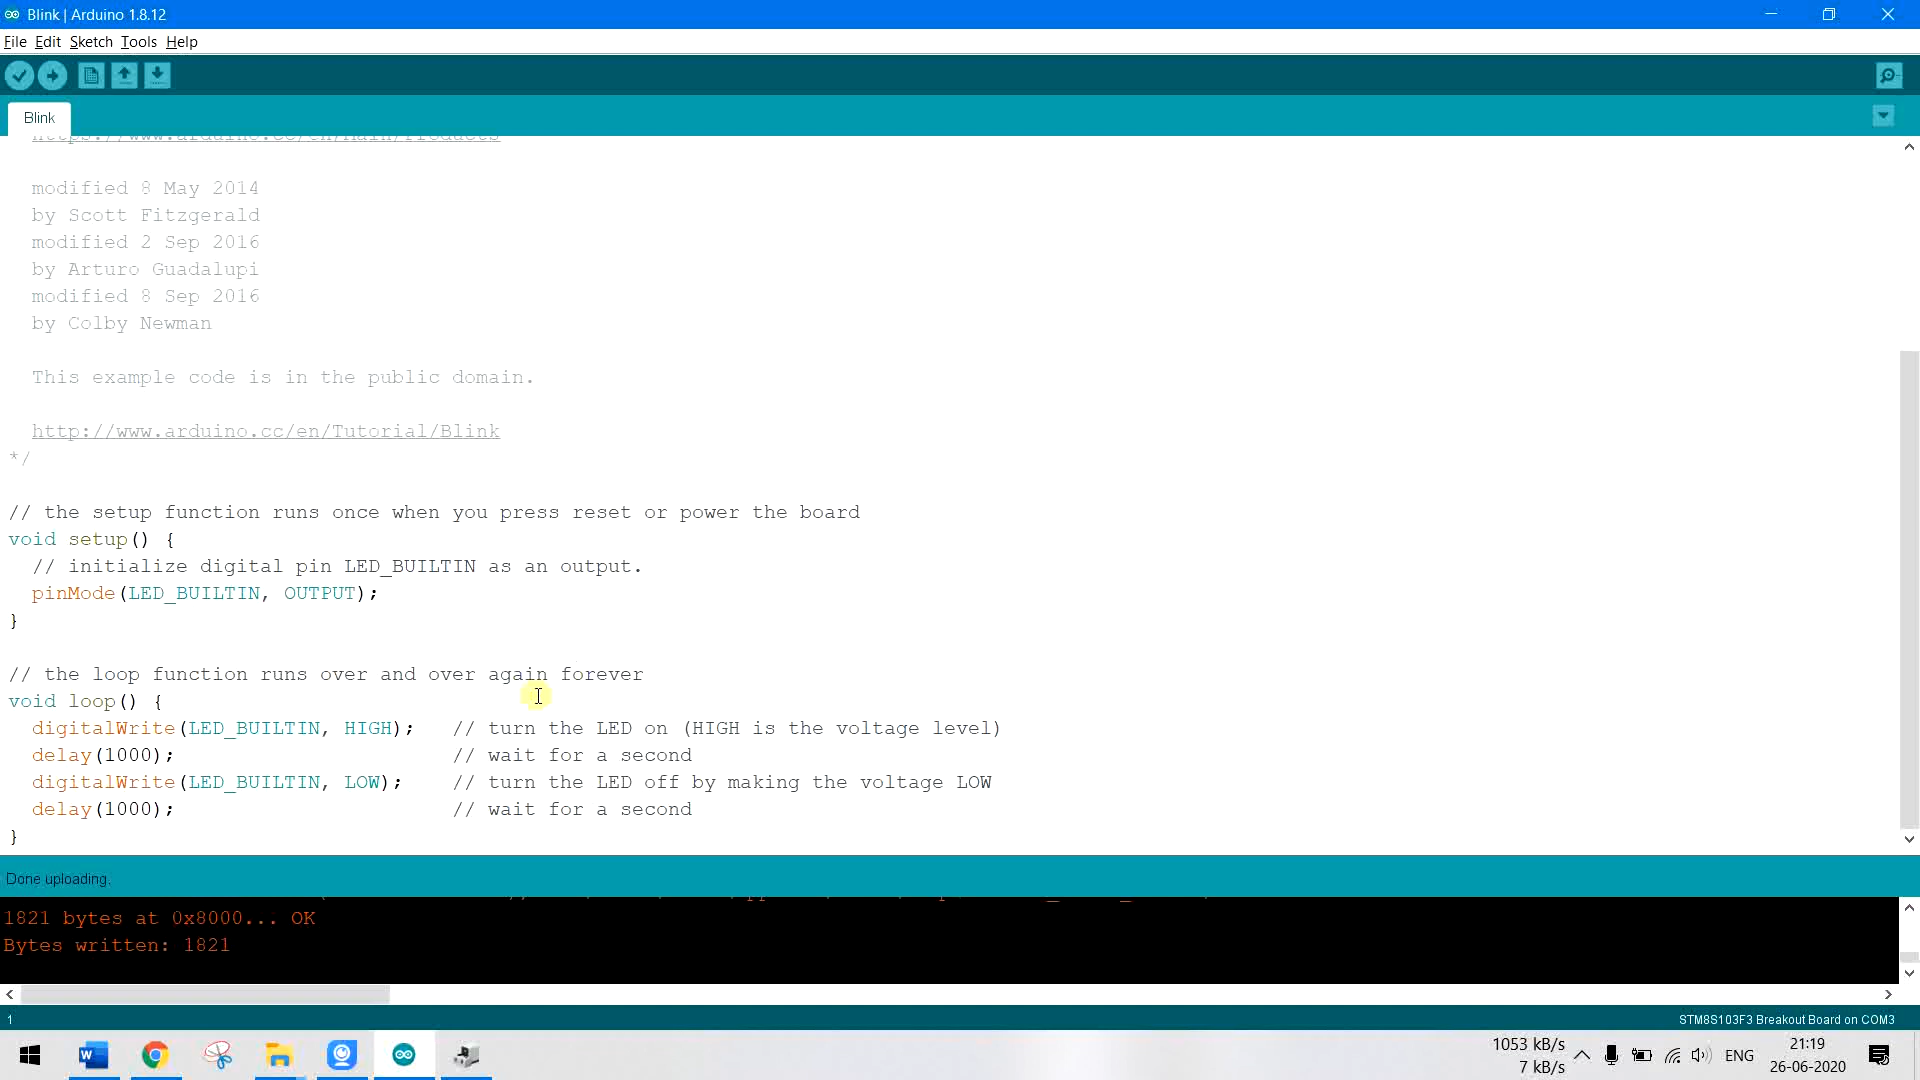 Blink | Arduino 1.8.12
File Edit Sketch Tools Help
Blink
https://www.arduino.cc/en/Main/Products
modified 8 May 2014
by Scott Fitzgerald
modified 2 Sep 2016
by Arturo Guadalupi
modified 8 Sep 2016
by Colby Newman
This example code is in the public domain.
http://www.arduino.cc/en/Tutorial/Blink
*/
// the setup function runs once when you press reset or power the board
void setup() {
// initialize digital pin LED_BUILTIN as an output.
pinMode(LED_BUILTIN, OUTPUT);
}
// the loop function runs over and over again forever
void loop() {
digitalWrite(LED_BUILTIN, HIGH); // turn the LED on (HIGH is the voltage level)
delay(1000); // wait for a second
digitalWrite(LED_BUILTIN, LOW); // turn the LED off by making the voltage LOW
delay(1000); // wait for a second
}
Done uploading.
1821 bytes at 0x8000... OK
Bytes written: 1821
1
STM8S103F3 Breakout Board on COM3
1053 kB/s
7 kB/s
ENG
21:19
26-06-2020